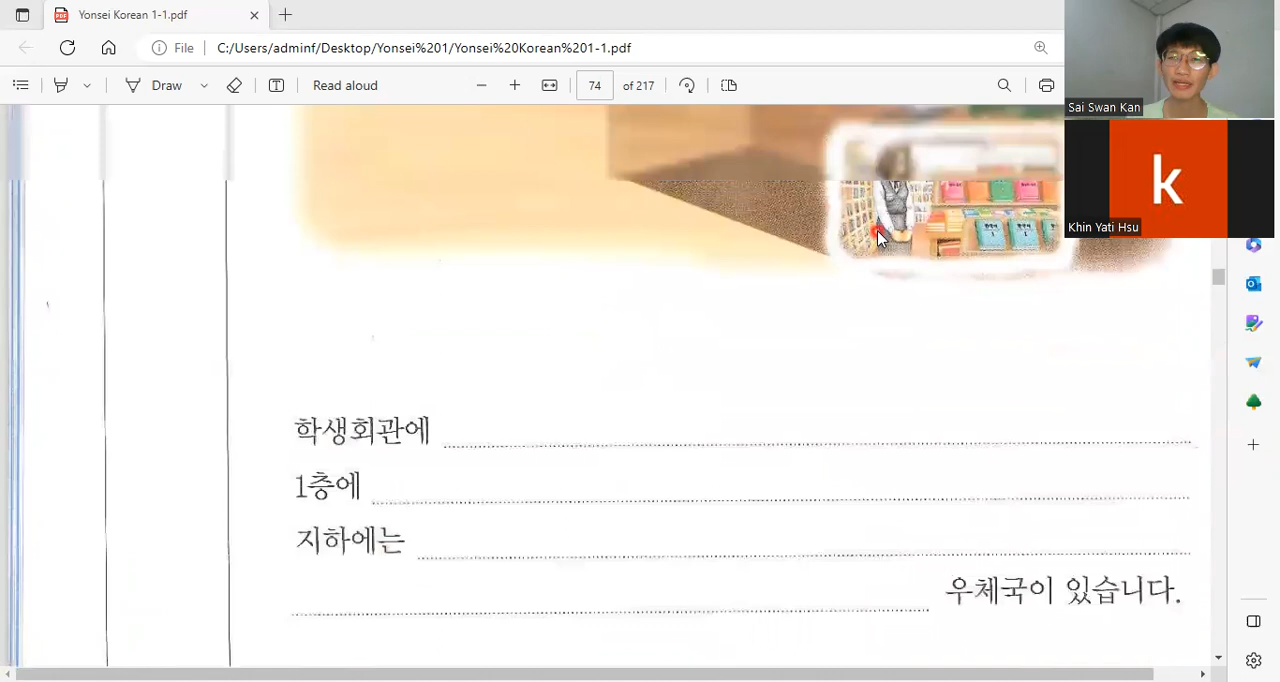 Yonsei Korean 1-1.pdf
File
C:/Users/adminf/Desktop/Yonsei%201/Yonsei%20Korean%201-1.pdf
Draw
Read aloud
74 of 217
PDF
Sai Swan Kan
k
Khin Yati Hsu
학생회관에
1층에
지하에는
우체국이 있습니다.